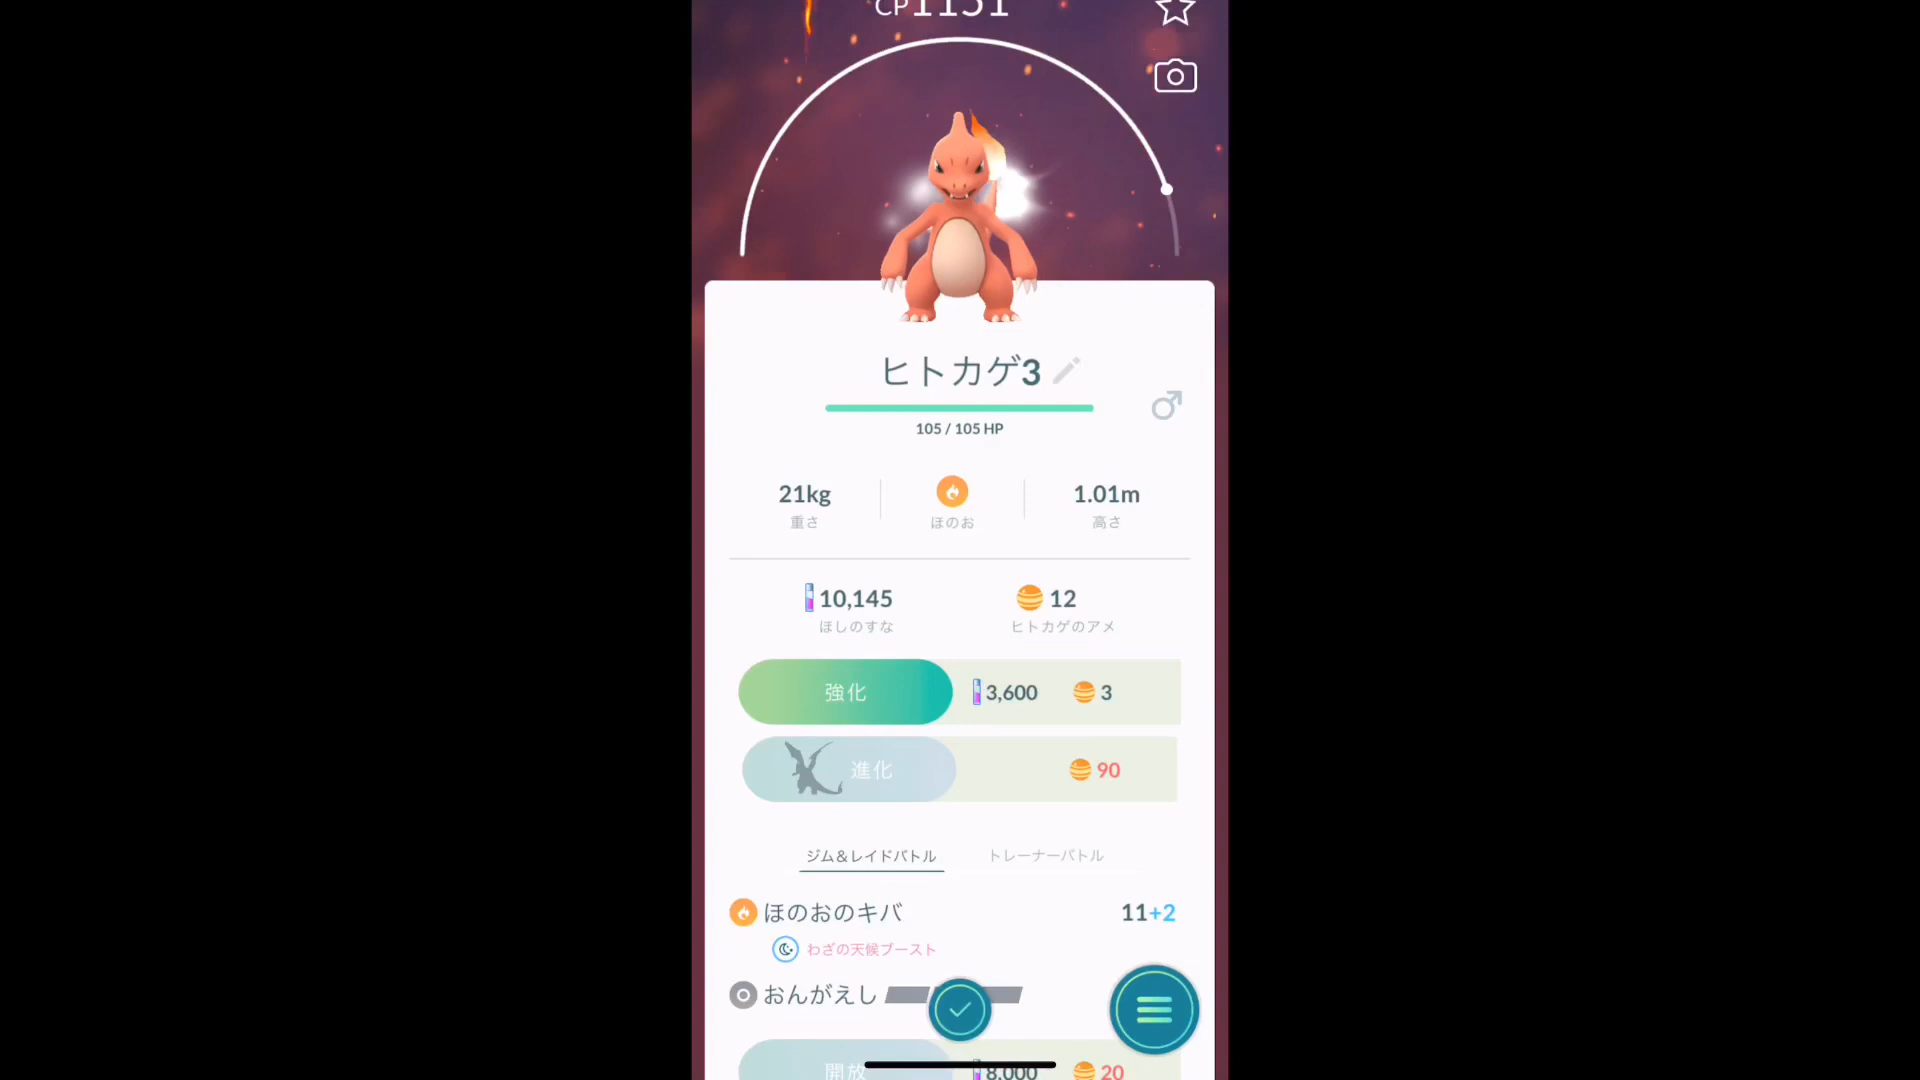 CP1151
ヒトカゲ3
105 / 105 HP
21kg
重さ
ほのお
1.01m
高さ
10,145
ほしのすな
12
ヒトカゲのアメ
強化 3,600 3
進化 90
ジム&レイドバトル トレーナーバトル
ほのおのキバ 11+2
わざの天候ブースト
おんがえし
開放 8,000 20